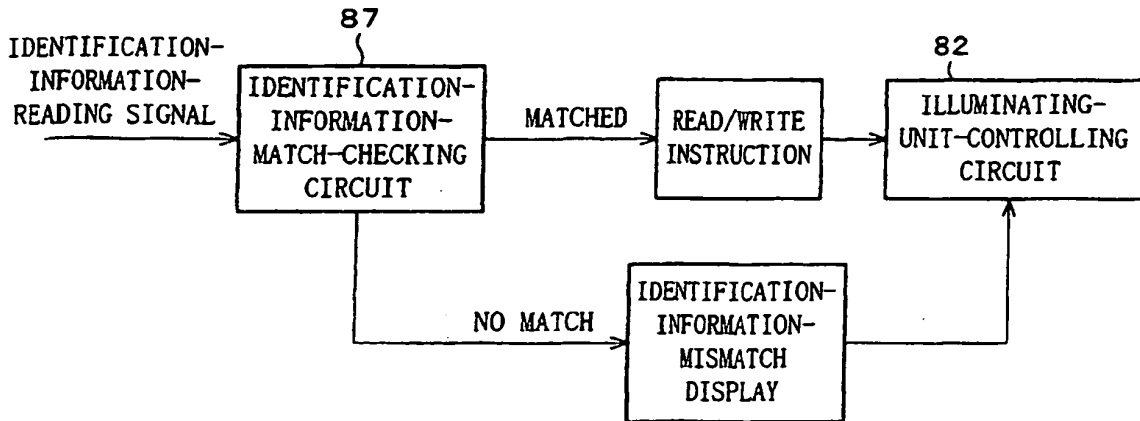 87
82
IDENTIFICATION-
INFORMATION-
READING SIGNAL
IDENTIFICATION-
INFORMATION-
MATCH-CHECKING
CIRCUIT
MATCHED
READ/WRITE
INSTRUCTION
ILLUMINATING-
UNIT-CONTROLLING
CIRCUIT
NO MATCH
IDENTIFICATION-
INFORMATION-
MISMATCH
DISPLAY